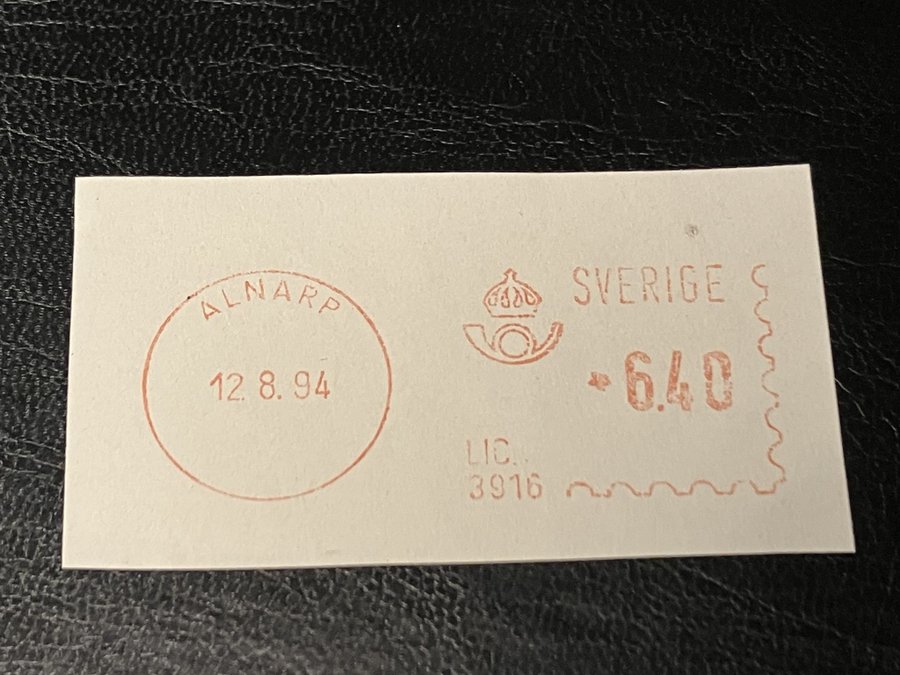 ALNARP
12.8.94
SVERIGE
* 6.40
LIC.
3916